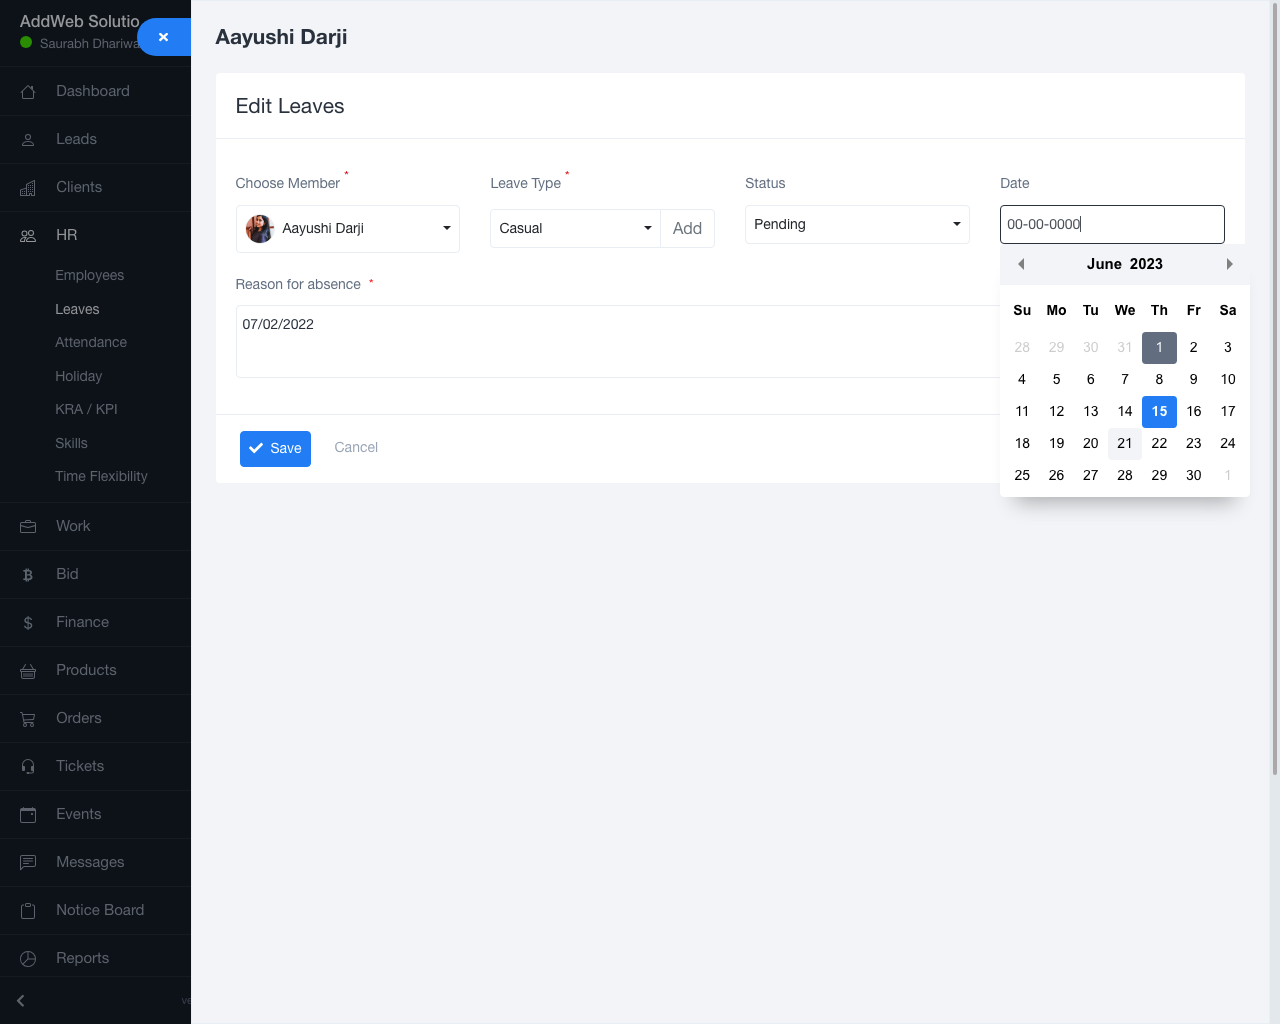 AddWeb Solutio
Saurabh Dhariwa
Dashboard
Leads
Clients
HR
Employees
Leaves
Attendance
Holiday
KRA / KPI
Skills
Time Flexibility
Work
Bid
Finance
Products
Orders
Tickets
Events
Messages
Notice Board
Reports
ve
Aayushi Darji
Edit Leaves
Choose Member *
Leave Type *
Status
Date
Aayushi Darji
Casual
Add
Pending
00-00-0000
Reason for absence *
07/02/2022
Save
Cancel
June 2023
Su Mo Tu We Th Fr Sa
28 29 30 31 1 2 3
4 5 6 7 8 9 10
11 12 13 14 15 16 17
18 19 20 21 22 23 24
25 26 27 28 29 30 1